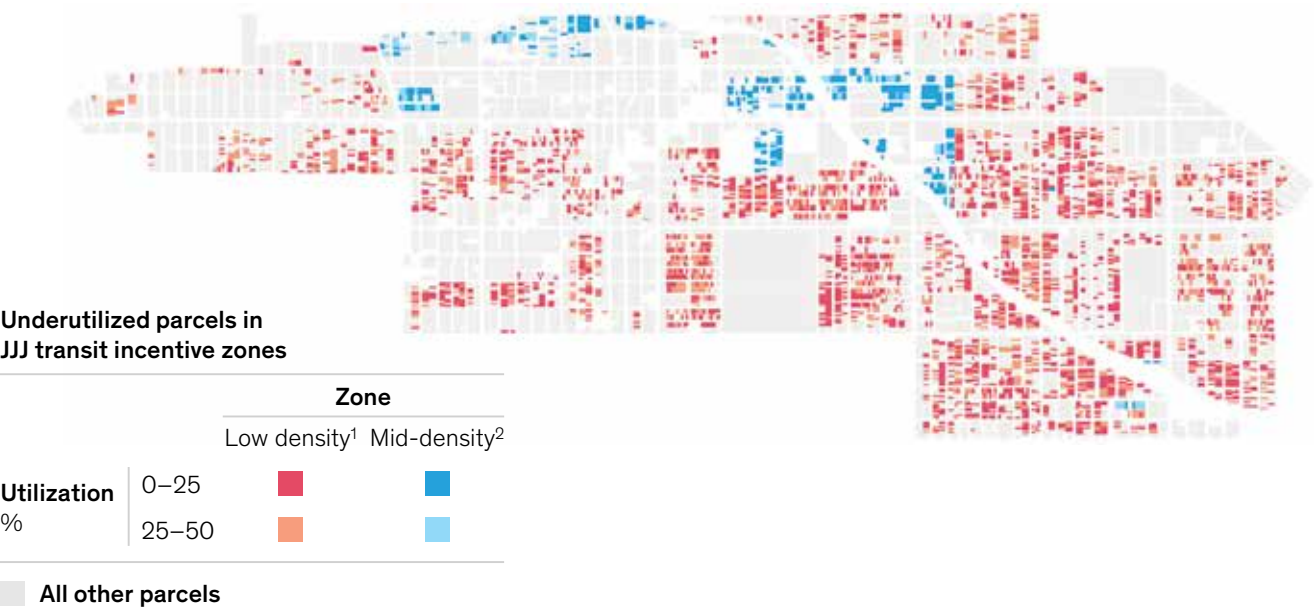 Underutilized parcels in
JJJ transit incentive zones
Zone
Low density1 Mid-density2
Utilization
%
0–25
25–50
All other parcels